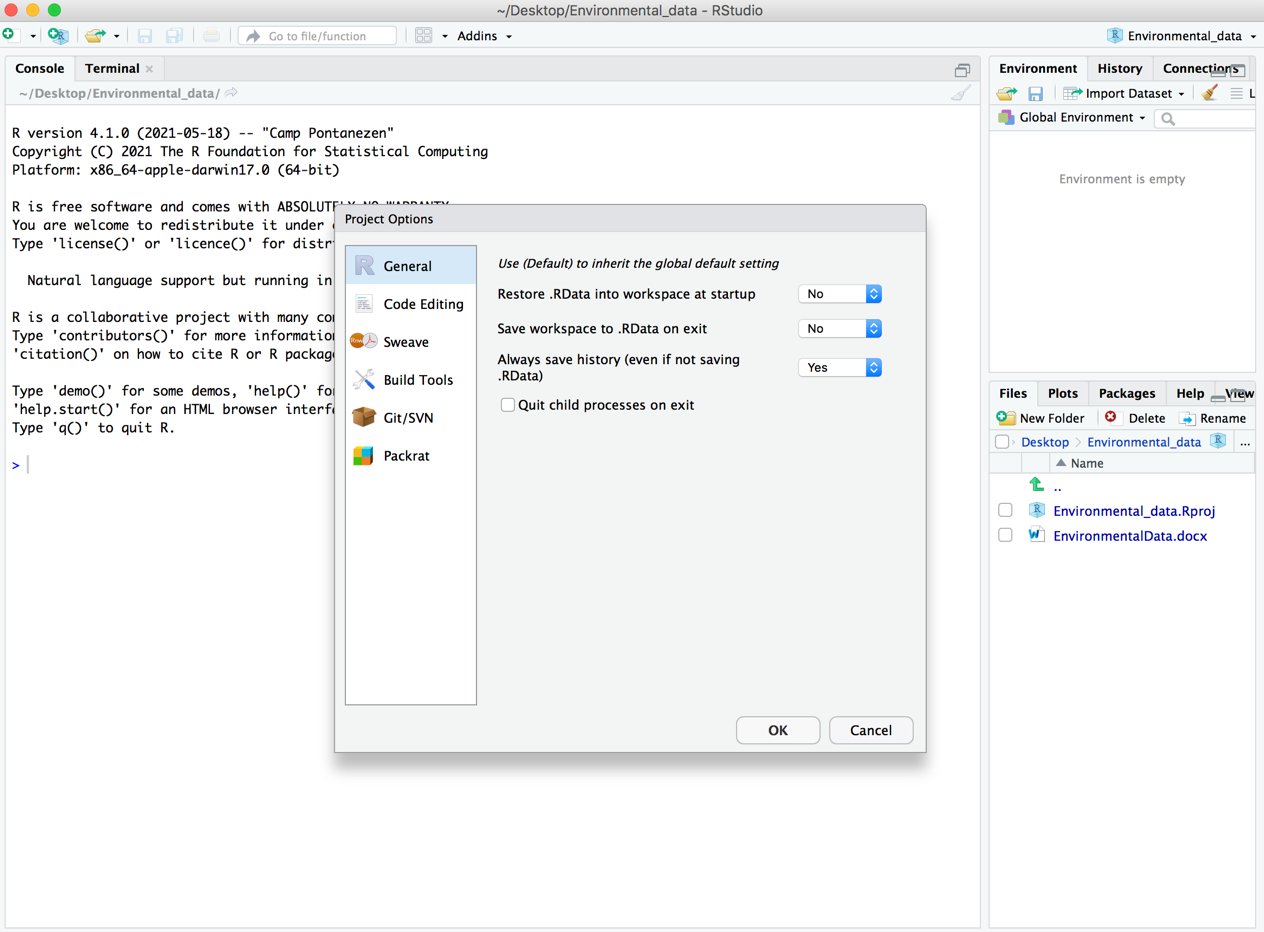 ~/Desktop/Environmental_data - RStudio
Go to file/function
Addins
Environmental_data
Console
Terminal
~/Desktop/Environmental_data/
R version 4.1.0 (2021-05-18) -- "Camp Pontanezen"
Copyright (C) 2021 The R Foundation for Statistical Computing
Platform: x86_64-apple-darwin17.0 (64-bit)
R is free software and comes with ABSOLUTELY NO WARRANTY.
You are welcome to redistribute it under
Type 'license()' or 'licence()' for distr
Natural language support but running in
R is a collaborative project with many co
Type 'contributors()' for more information
'citation()' on how to cite R or R package
Type 'demo()' for some demos, 'help()' for
'help.start()' for an HTML browser interf
Type 'q()' to quit R.
>
Project Options
General
Code Editing
Sweave
Build Tools
Git/SVN
Packrat
Use (Default) to inherit the global default setting
Restore .RData into workspace at startup
No
Save workspace to .RData on exit
No
Always save history (even if not saving
.RData)
Yes
Quit child processes on exit
OK
Cancel
Environment
History
Connections
Import Dataset
L
Global Environment
Environment is empty
Files
Plots
Packages
Help
View
New Folder
Delete
Rename
Desktop
Environmental_data
...
Name
..
Environmental_data.Rproj
EnvironmentalData.docx